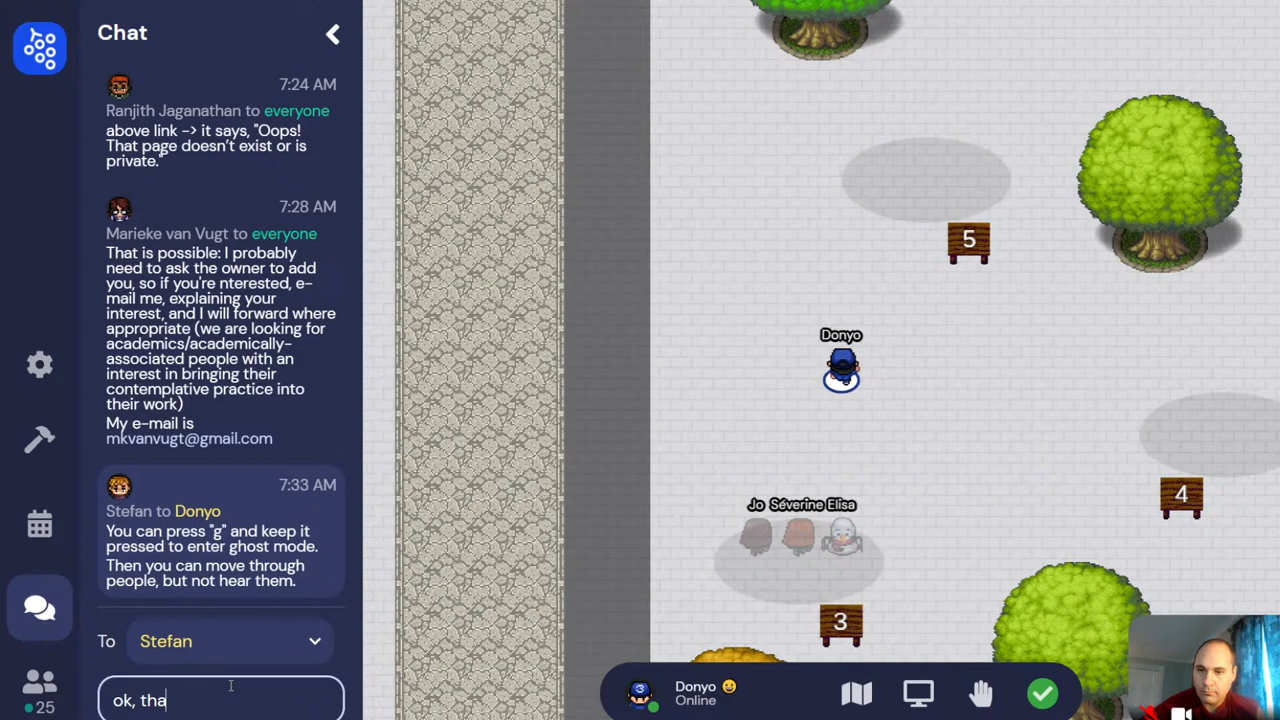 Chat
7:24 AM
Ranjith Jaganathan to everyone
above link -> it says, "Oops!
That page doesn’t exist or is
private."
7:28 AM
Marieke van Vugt to everyone
That is possible: I probably
need to ask the owner to add
you, so if you're nterested, e-
mail me, explaining your
interest, and I will forward where
appropriate (we are looking for
academics/academically-
associated people with an
interest in bringing their
contemplative practice into
their work)
My e-mail is
mkvanvugt@gmail.com
7:33 AM
Stefan to Donyo
You can press "g" and keep it
pressed to enter ghost mode.
Then you can move through
people, but not hear them.
To Stefan
ok, tha
25
5
Donyo
4
Jo Séverine Elisa
3
3
Donyo
Online